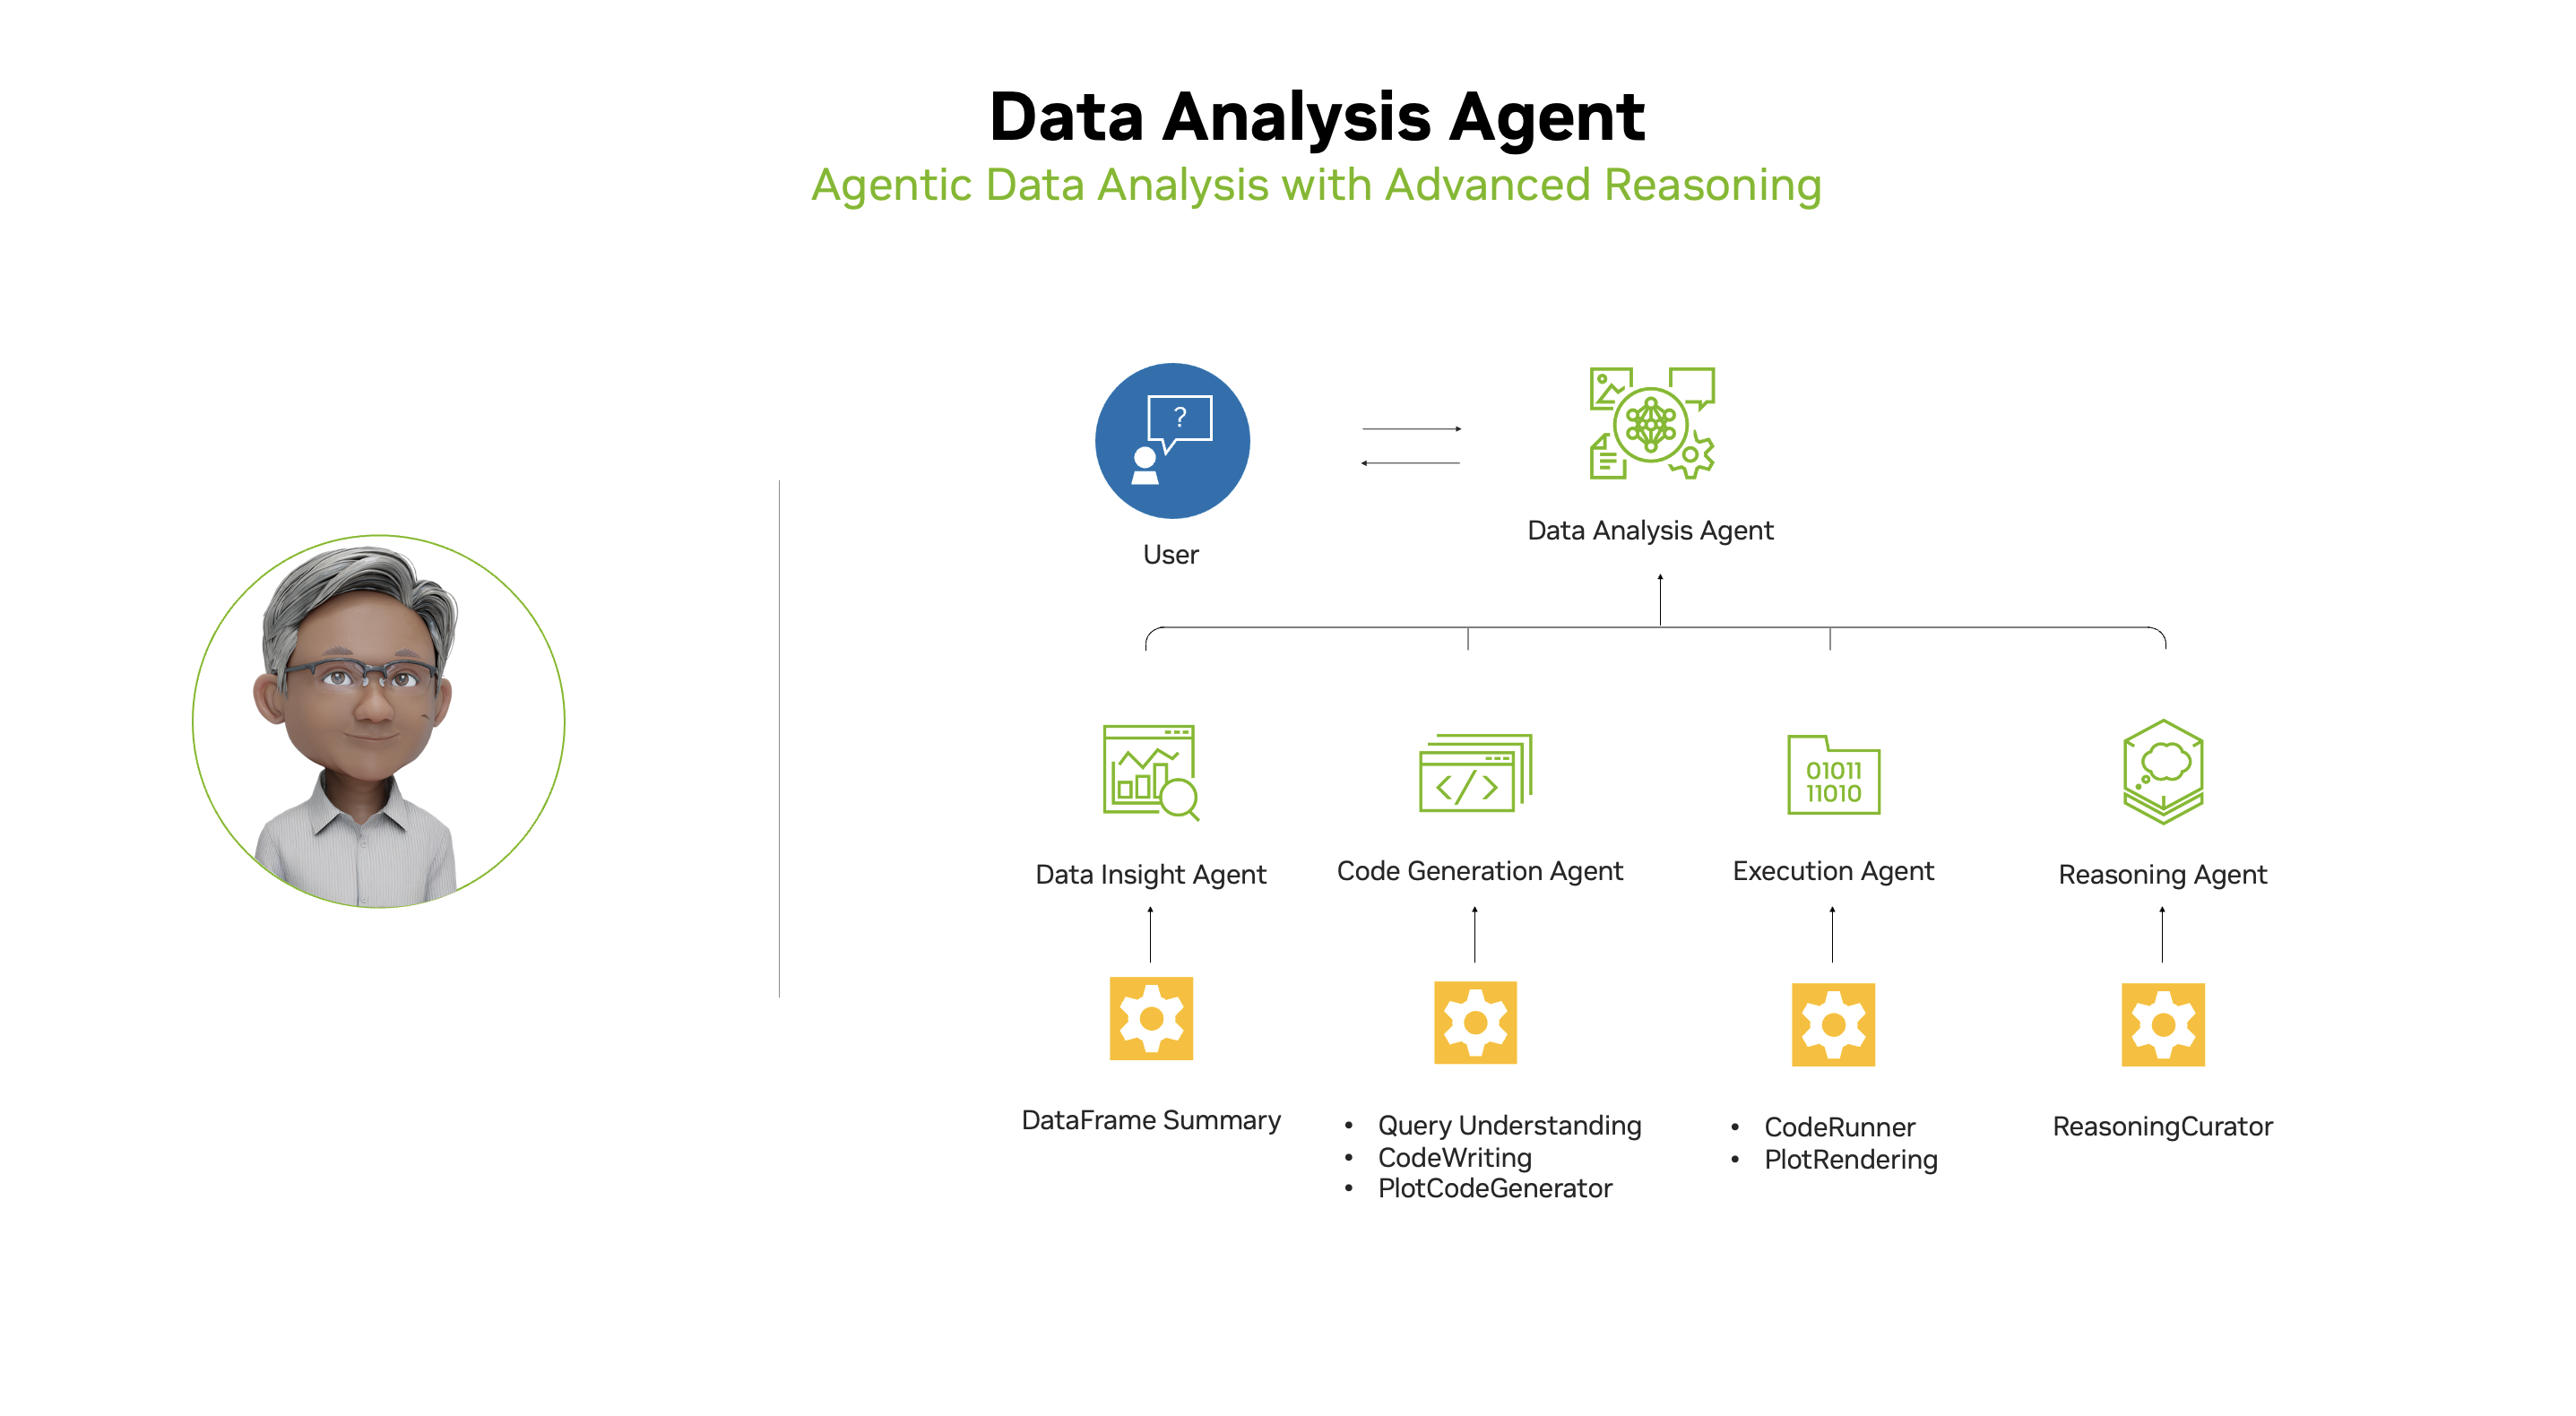 Data Analysis Agent
Agentic Data Analysis with Advanced Reasoning
?
User
Data Analysis Agent
</>
01011
11010
Data Insight Agent
Code Generation Agent
Execution Agent
Reasoning Agent
DataFrame Summary
• Query Understanding
• CodeWriting
• PlotCodeGenerator
• CodeRunner
• PlotRendering
ReasoningCurator